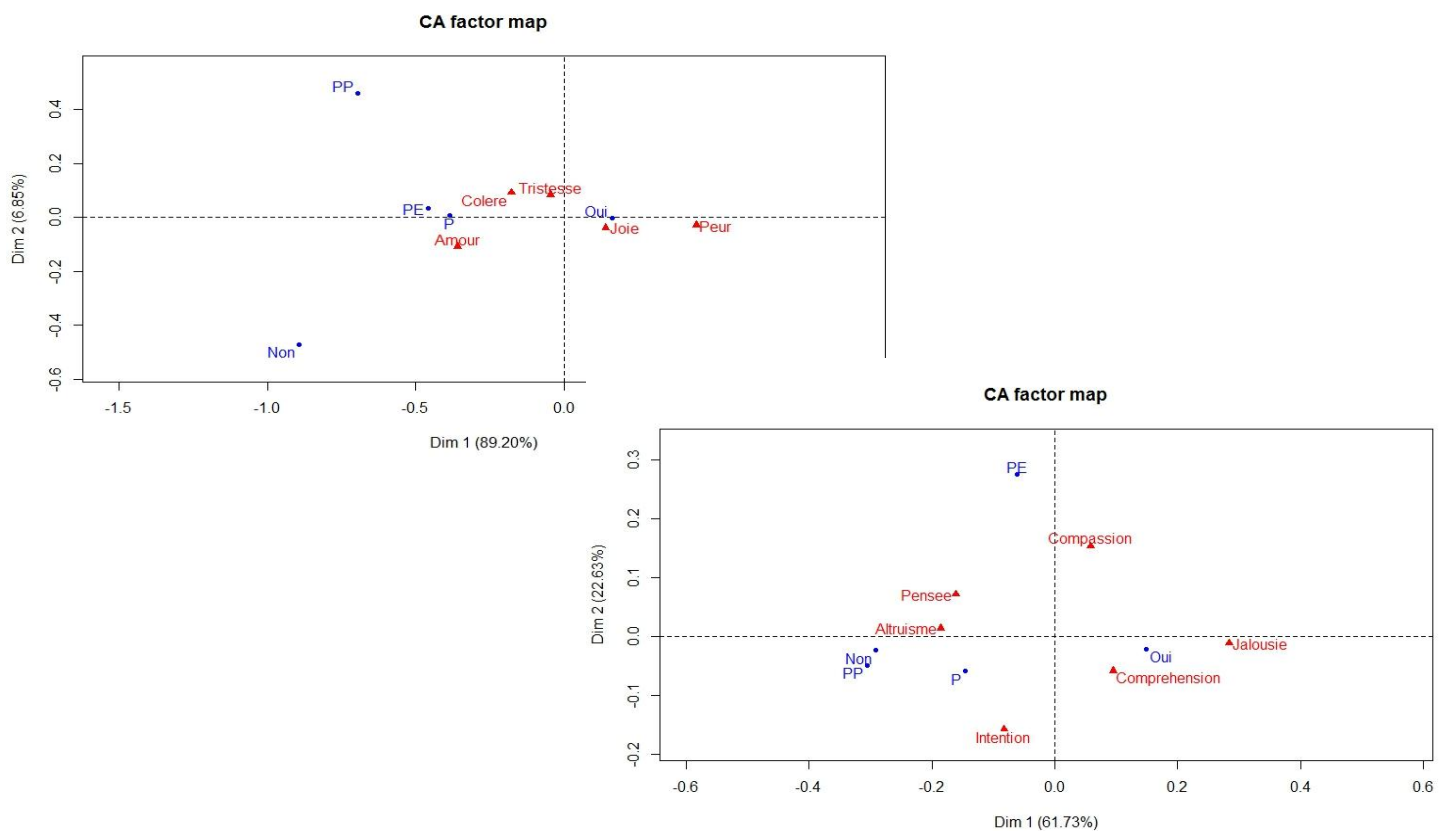 CA factor map
Dim 2 (6.85%)
0.4
0.2
0.0
-0.2
-0.4
-0.6
PP
Tristesse
Colere
PE
Oui
P
Joie
Peur
Amour
Non
-1.5
-1.0
-0.5
0.0
Dim 1 (89.20%)
CA factor map
Dim 2 (22.63%)
0.3
0.2
0.1
0.0
-0.1
-0.2
PE
Compassion
Pensee
Altruisme
Jalousie
Non
Oui
PP
P
Comprehension
Intention
-0.6
-0.4
-0.2
0.0
0.2
0.4
0.6
Dim 1 (61.73%)